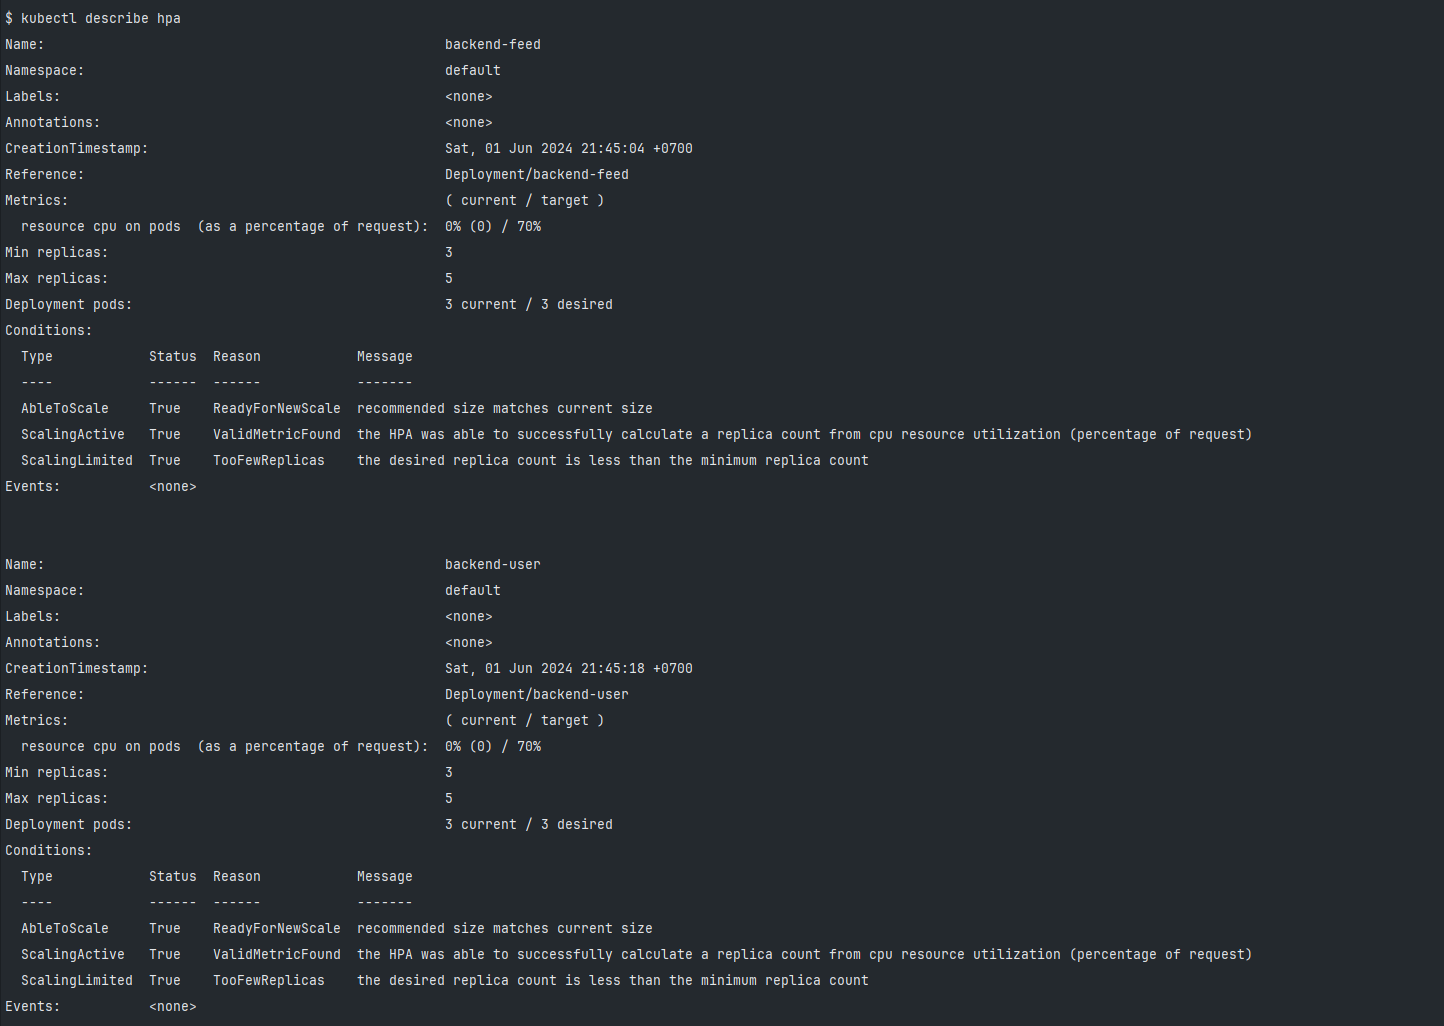 $ kubectl describe hpa
Name:                                                  backend-feed
Namespace:                                             default
Labels:                                                <none>
Annotations:                                           <none>
CreationTimestamp:                                     Sat, 01 Jun 2024 21:45:04 +0700
Reference:                                             Deployment/backend-feed
Metrics:                                               ( current / target )
  resource cpu on pods  (as a percentage of request):  0% (0) / 70%
Min replicas:                                          3
Max replicas:                                          5
Deployment pods:                                       3 current / 3 desired
Conditions:
  Type            Status  Reason            Message
  ----            ------  ------            -------
  AbleToScale     True    ReadyForNewScale  recommended size matches current size
  ScalingActive   True    ValidMetricFound  the HPA was able to successfully calculate a replica count from cpu resource utilization (percentage of request)
  ScalingLimited  True    TooFewReplicas    the desired replica count is less than the minimum replica count
Events:           <none>
Name:                                                  backend-user
Namespace:                                             default
Labels:                                                <none>
Annotations:                                           <none>
CreationTimestamp:                                     Sat, 01 Jun 2024 21:45:18 +0700
Reference:                                             Deployment/backend-user
Metrics:                                               ( current / target )
  resource cpu on pods  (as a percentage of request):  0% (0) / 70%
Min replicas:                                          3
Max replicas:                                          5
Deployment pods:                                       3 current / 3 desired
Conditions:
  Type            Status  Reason            Message
  ----            ------  ------            -------
  AbleToScale     True    ReadyForNewScale  recommended size matches current size
  ScalingActive   True    ValidMetricFound  the HPA was able to successfully calculate a replica count from cpu resource utilization (percentage of request)
  ScalingLimited  True    TooFewReplicas    the desired replica count is less than the minimum replica count
Events:           <none>